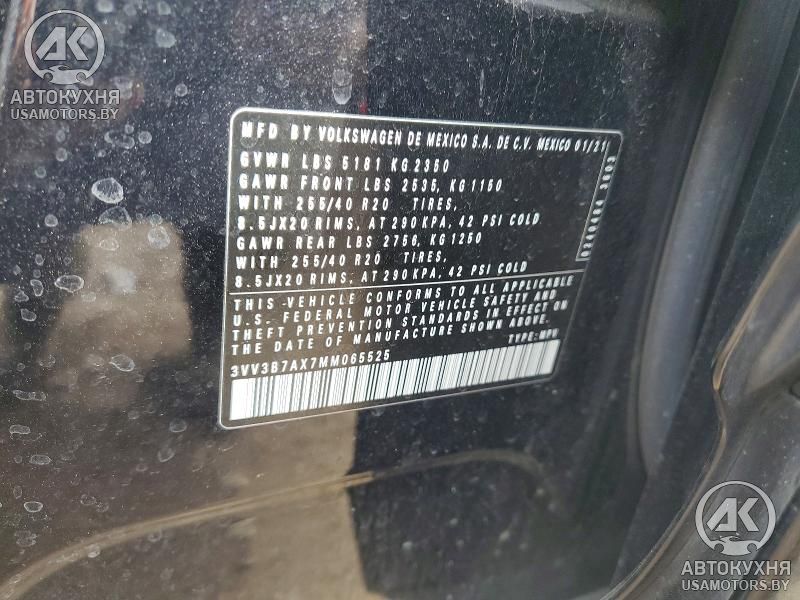 АК
АВТОКУХНЯ
USAMOTORS.BY
MFD BY VOLKSWAGEN DE MEXICO S.A. DE C.V. MEXICO 01/21
GVWR LBS 5181 KG 2350
GAWR FRONT LBS 2535, KG 1150
WITH 255/40 R20 TIRES,
8.5JX20 RIMS, AT 290 KPA, 42 PSI COLD
GAWR REAR LBS 2756, KG 1250
WITH 255/40 R20 TIRES,
8.5JX20 RIMS, AT 290 KPA, 42 PSI COLD
THIS VEHICLE CONFORMS TO ALL APPLICABLE
U.S. FEDERAL MOTOR VEHICLE SAFETY AND
THEFT PREVENTION STANDARDS IN EFFECT ON
THE DATE OF MANUFACTURE SHOWN ABOVE.
TYPE: MPV
3VV3B7AX7MM065525
АК
АВТОКУХНЯ
USAMOTORS.BY